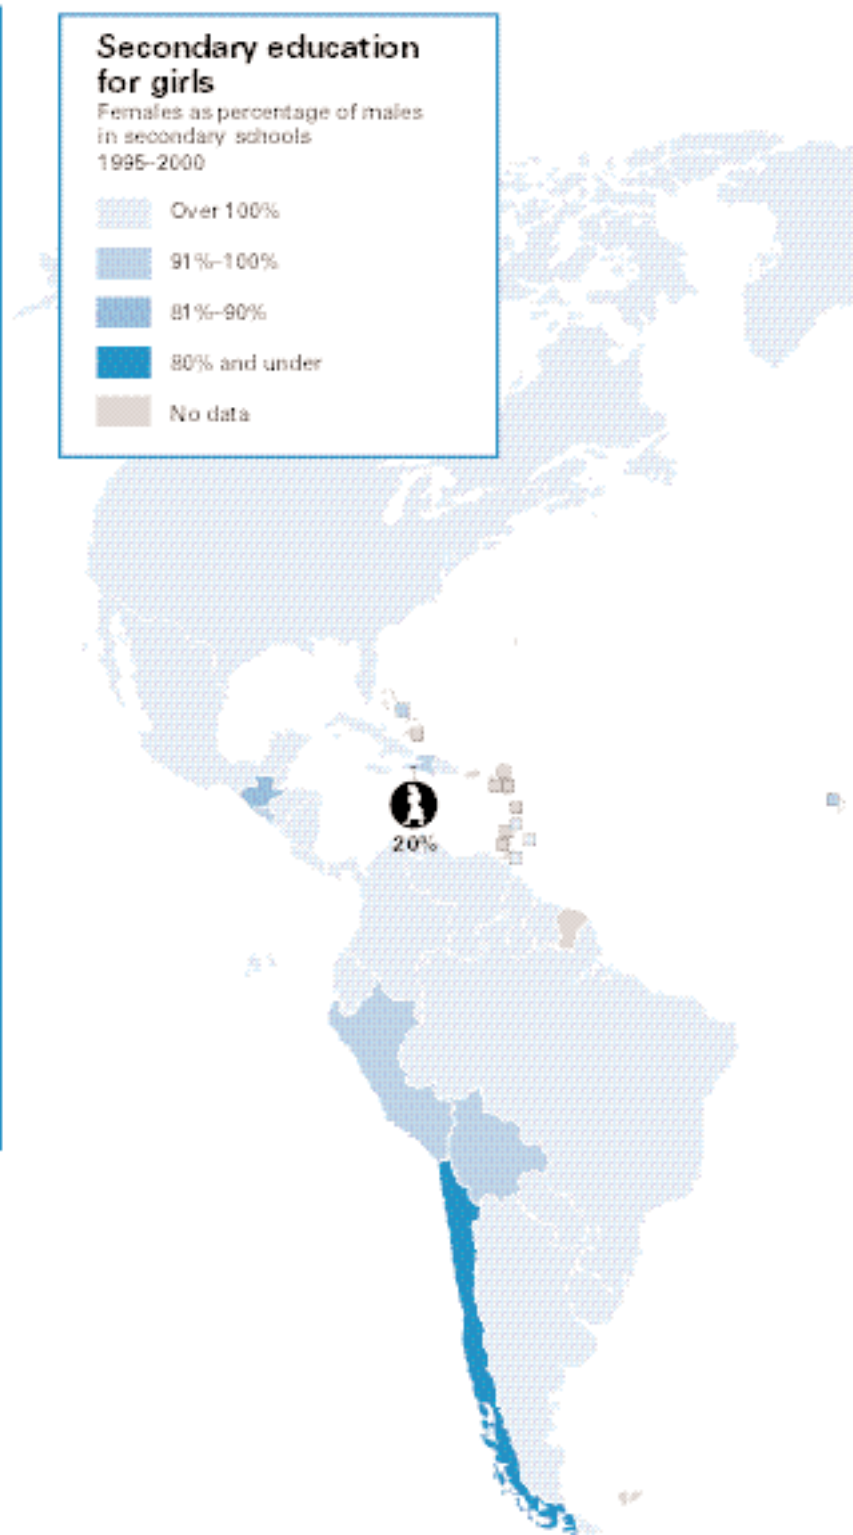 Secondary education
for girls
Females as percentage of males
in secondary schools
1995–2000
Over 100%
91%–100%
81%–90%
80% and under
No data
20%